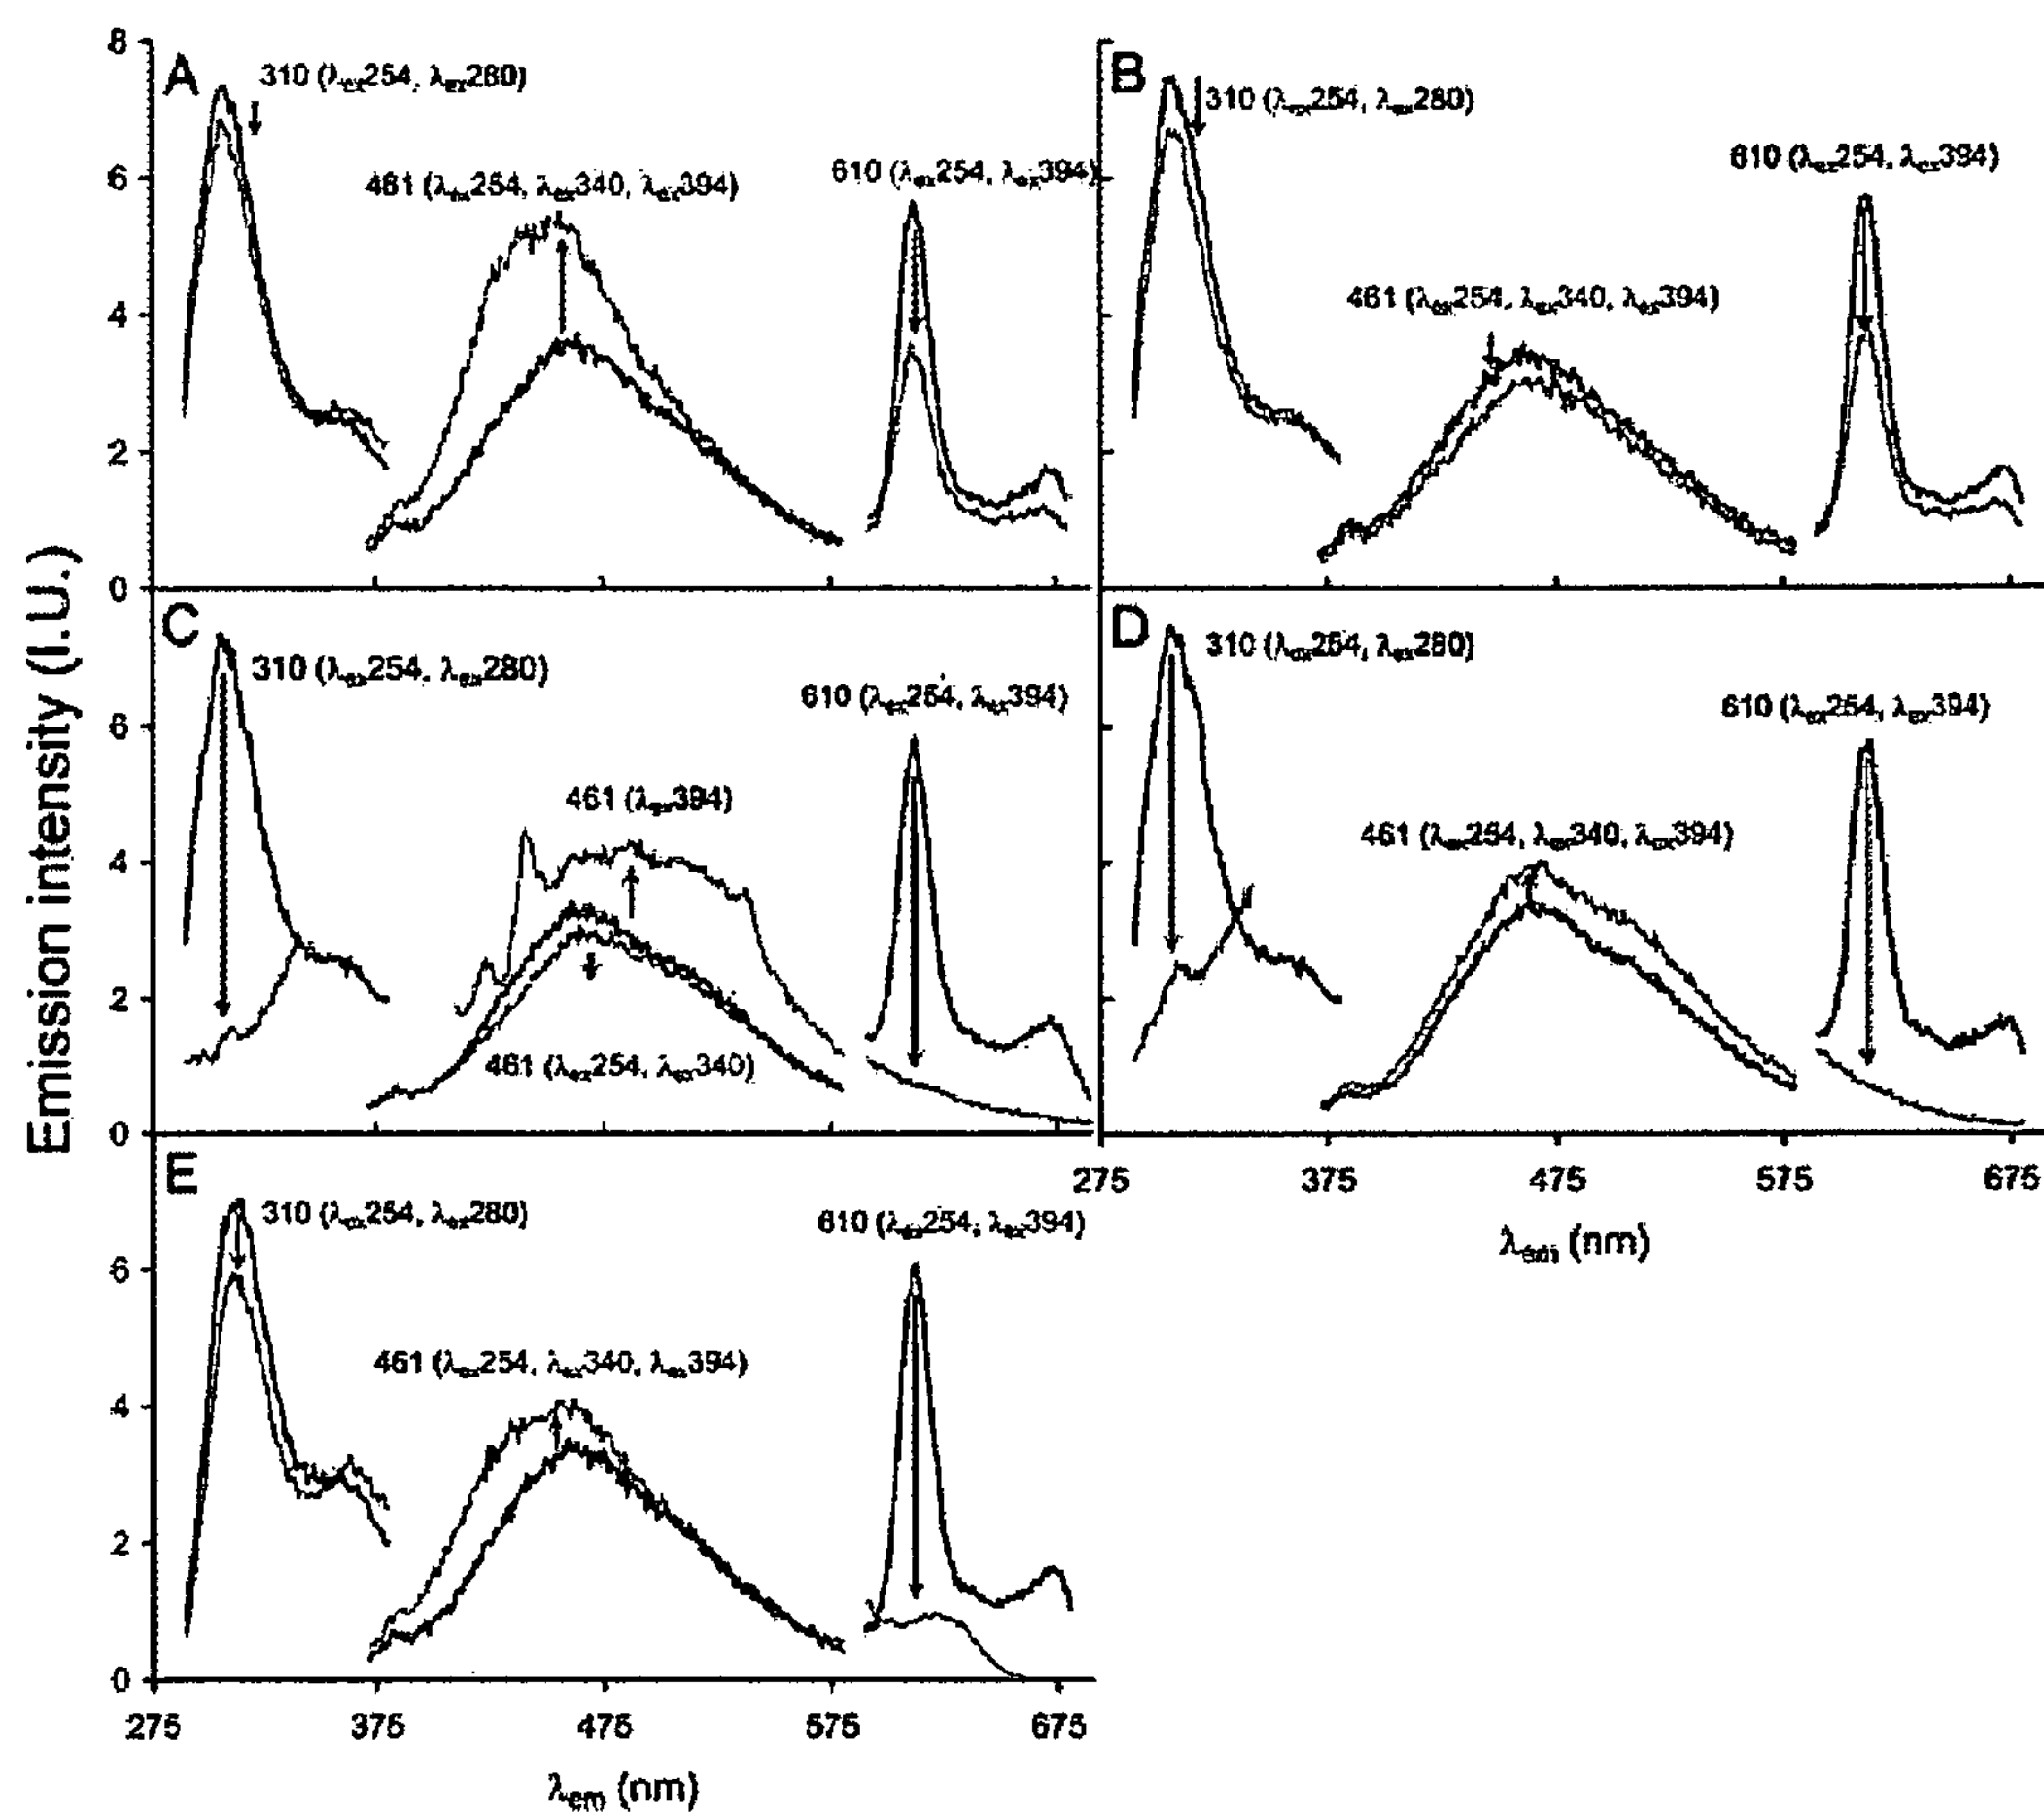 Emission intensity (I.U.)
A
310 (λex254, λex280)
461 (λex254, λex340, λex394)
610 (λex254, λex394)
8
6
4
2
0
B
310 (λex254, λex280)
461 (λex254, λex340, λex394)
610 (λex254, λex394)
C
310 (λex254, λex280)
461 (λex394)
461 (λex254, λex340)
610 (λex254, λex394)
6
4
2
0
D
310 (λex254, λex280)
461 (λex254, λex340, λex394)
610 (λex254, λex394)
275 375 475 575 675
λem (nm)
E
310 (λex254, λex280)
461 (λex254, λex340, λex394)
610 (λex254, λex394)
6
4
2
0
275 375 475 575 675
λem (nm)